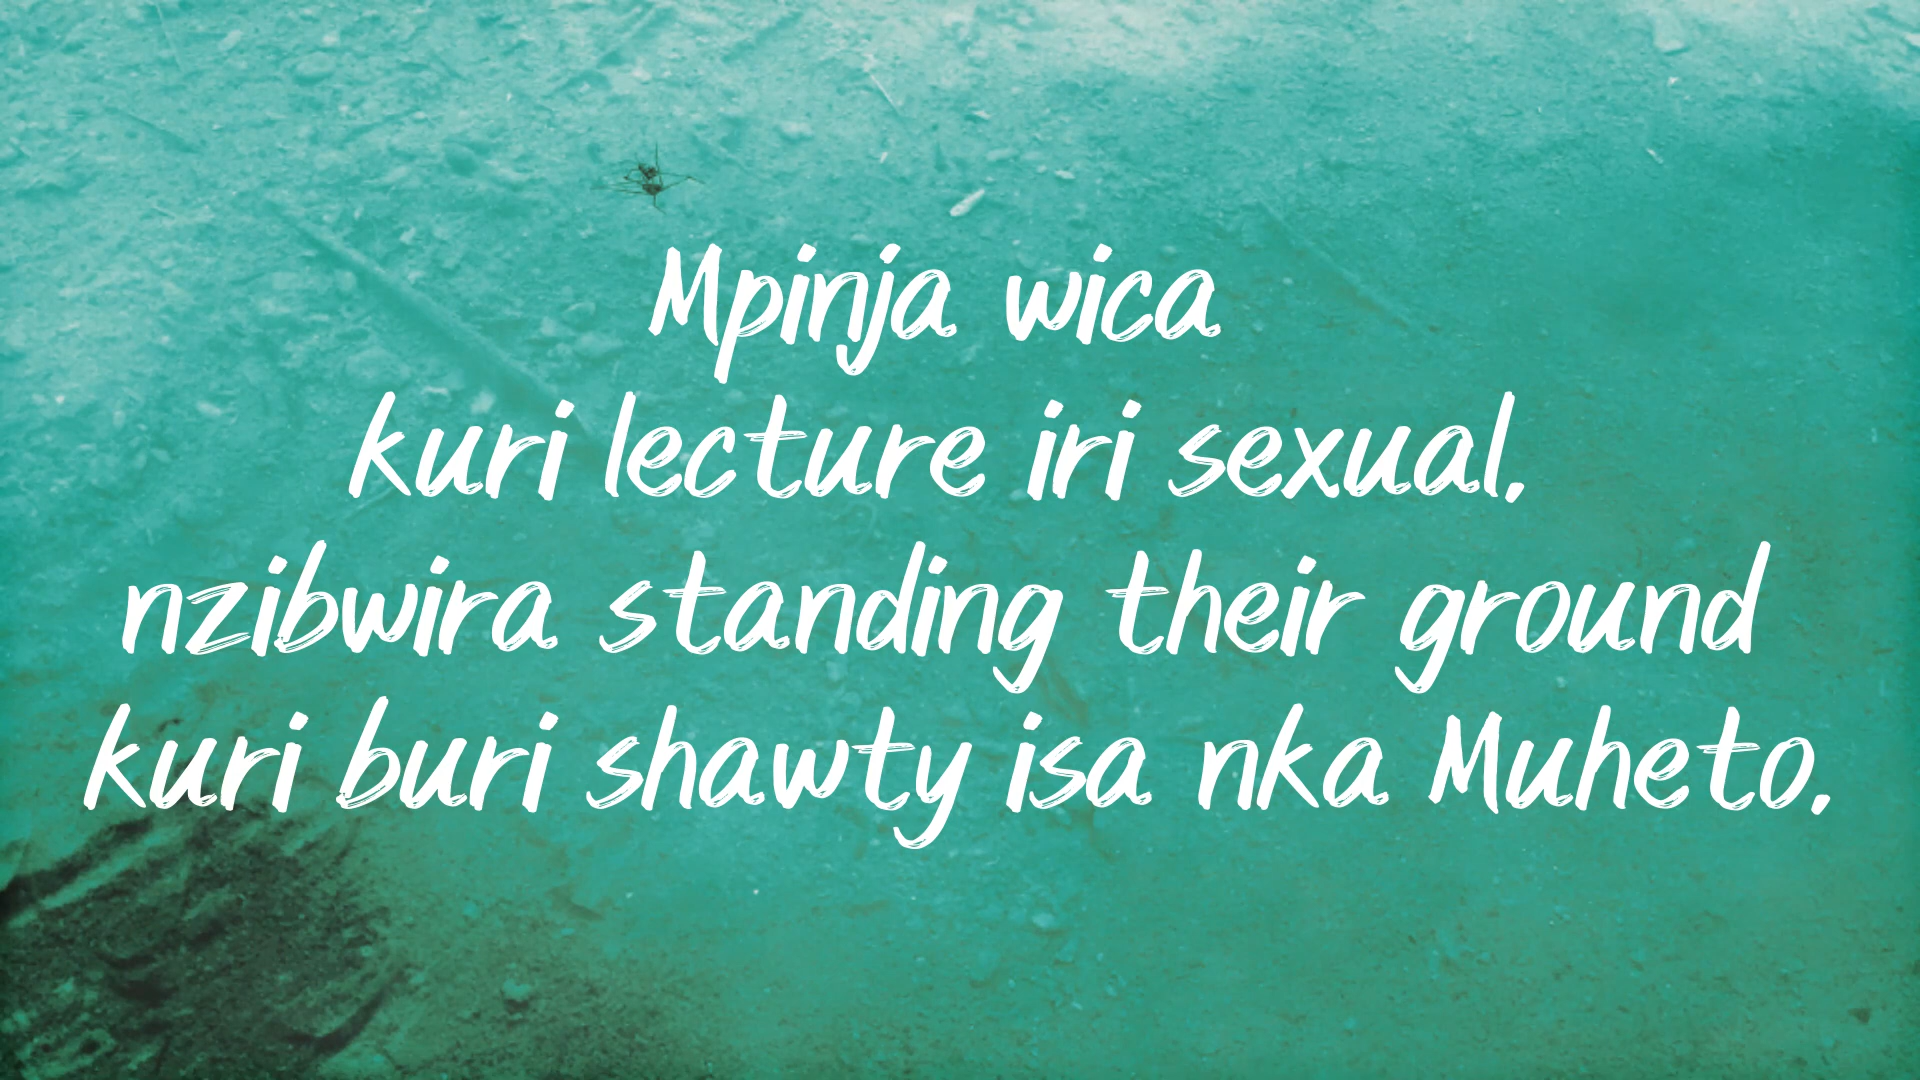 Mpinja wica
kuri lecture iri sexual,
nzibwira standing their ground
kuri buri shawty isa nka Muheto,